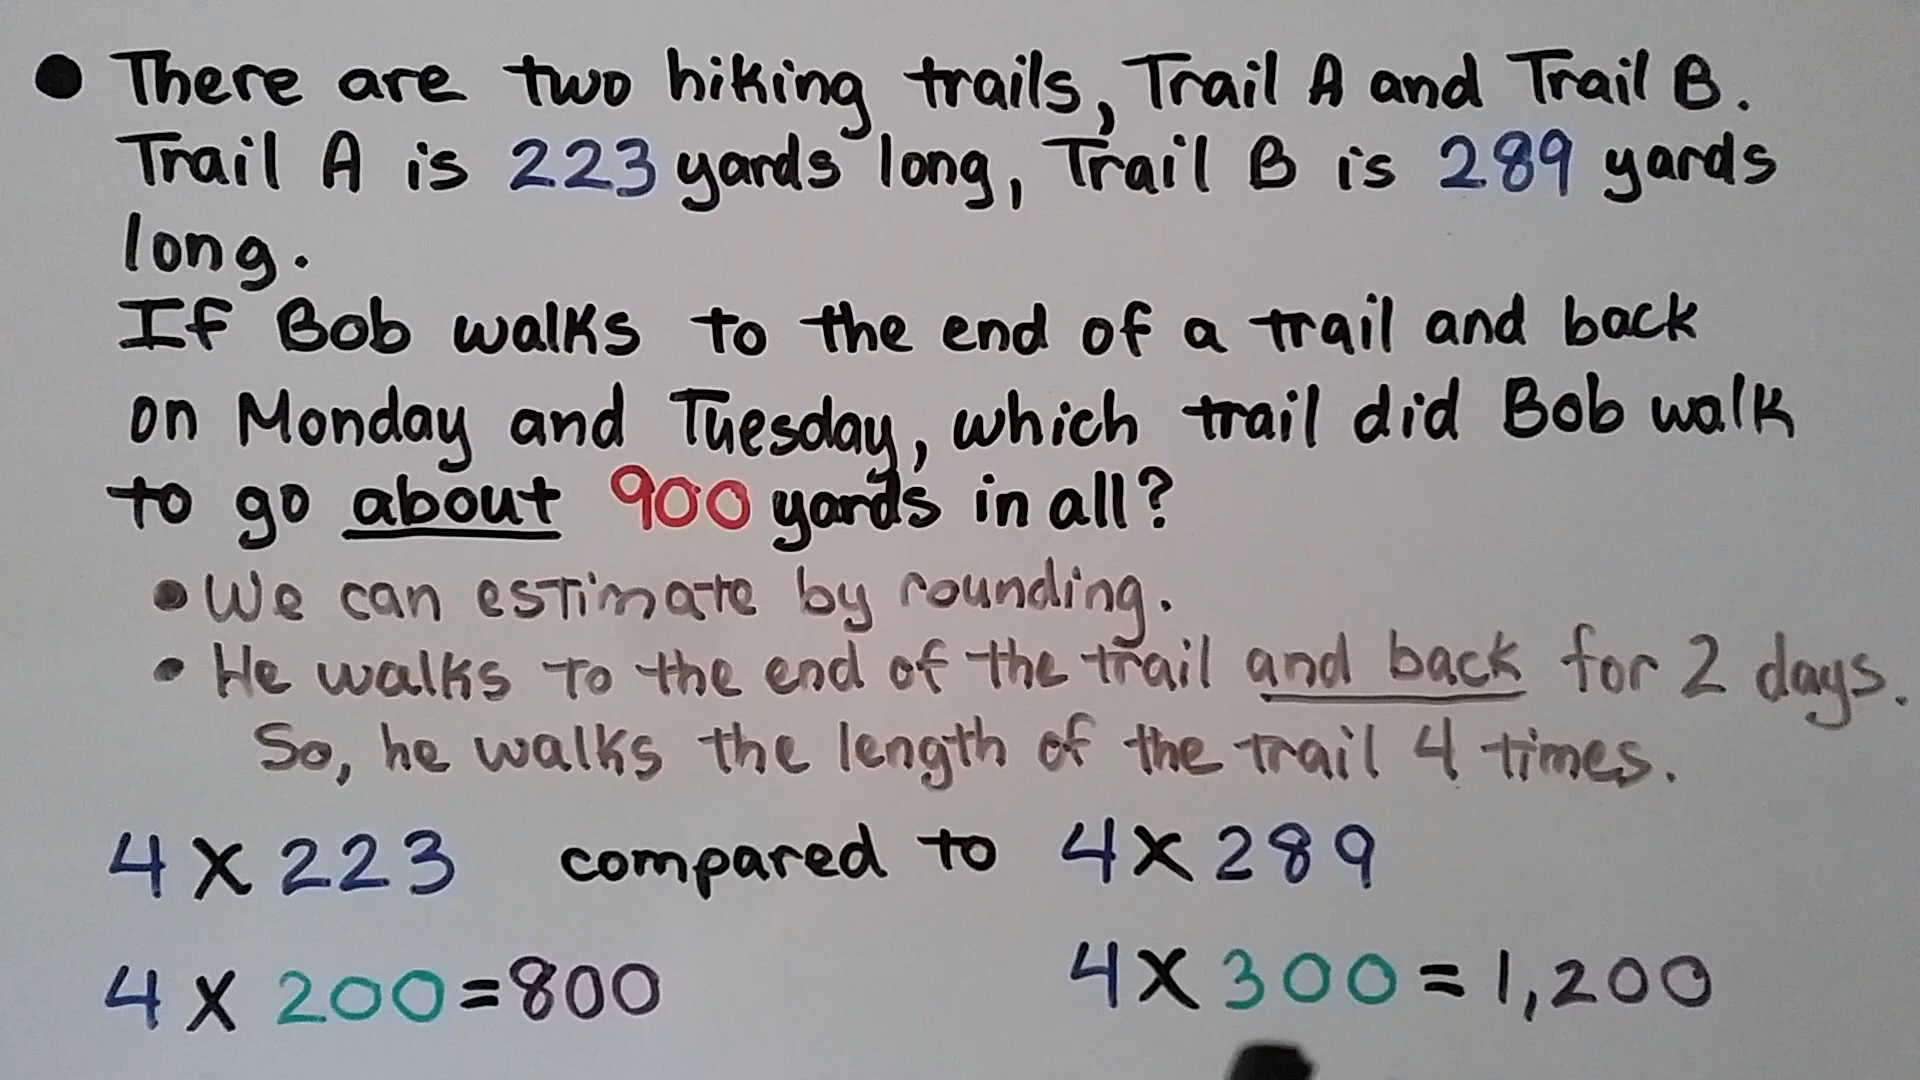 ● There are two hiking trails, Trail A and Trail B.
Trail A is 223 yards long, Trail B is 289 yards
long.
If Bob walks to the end of a trail and back
on Monday and Tuesday, which trail did Bob walk
to go about 900 yards in all?
• We can estimate by rounding.
• He walks to the end of the trail and back for 2 days.
So, he walks the length of the trail 4 times.
4 x 223 compared to 4 x 289
4 x 200 = 800 4 x 300 = 1,200